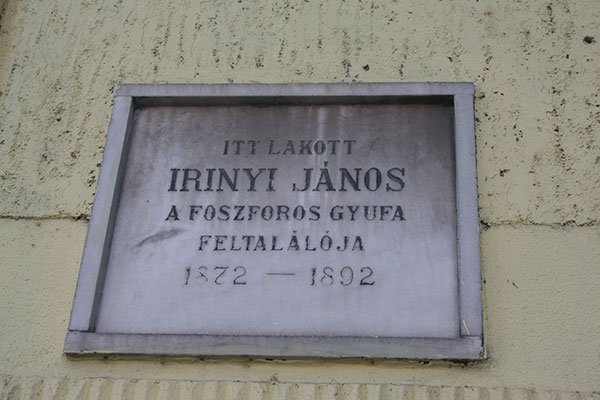 ITT LAKOTT
IRINYI JÁNOS
A FOSZFOROS GYUFA
FELTALÁLÓJA
1872 — 1892